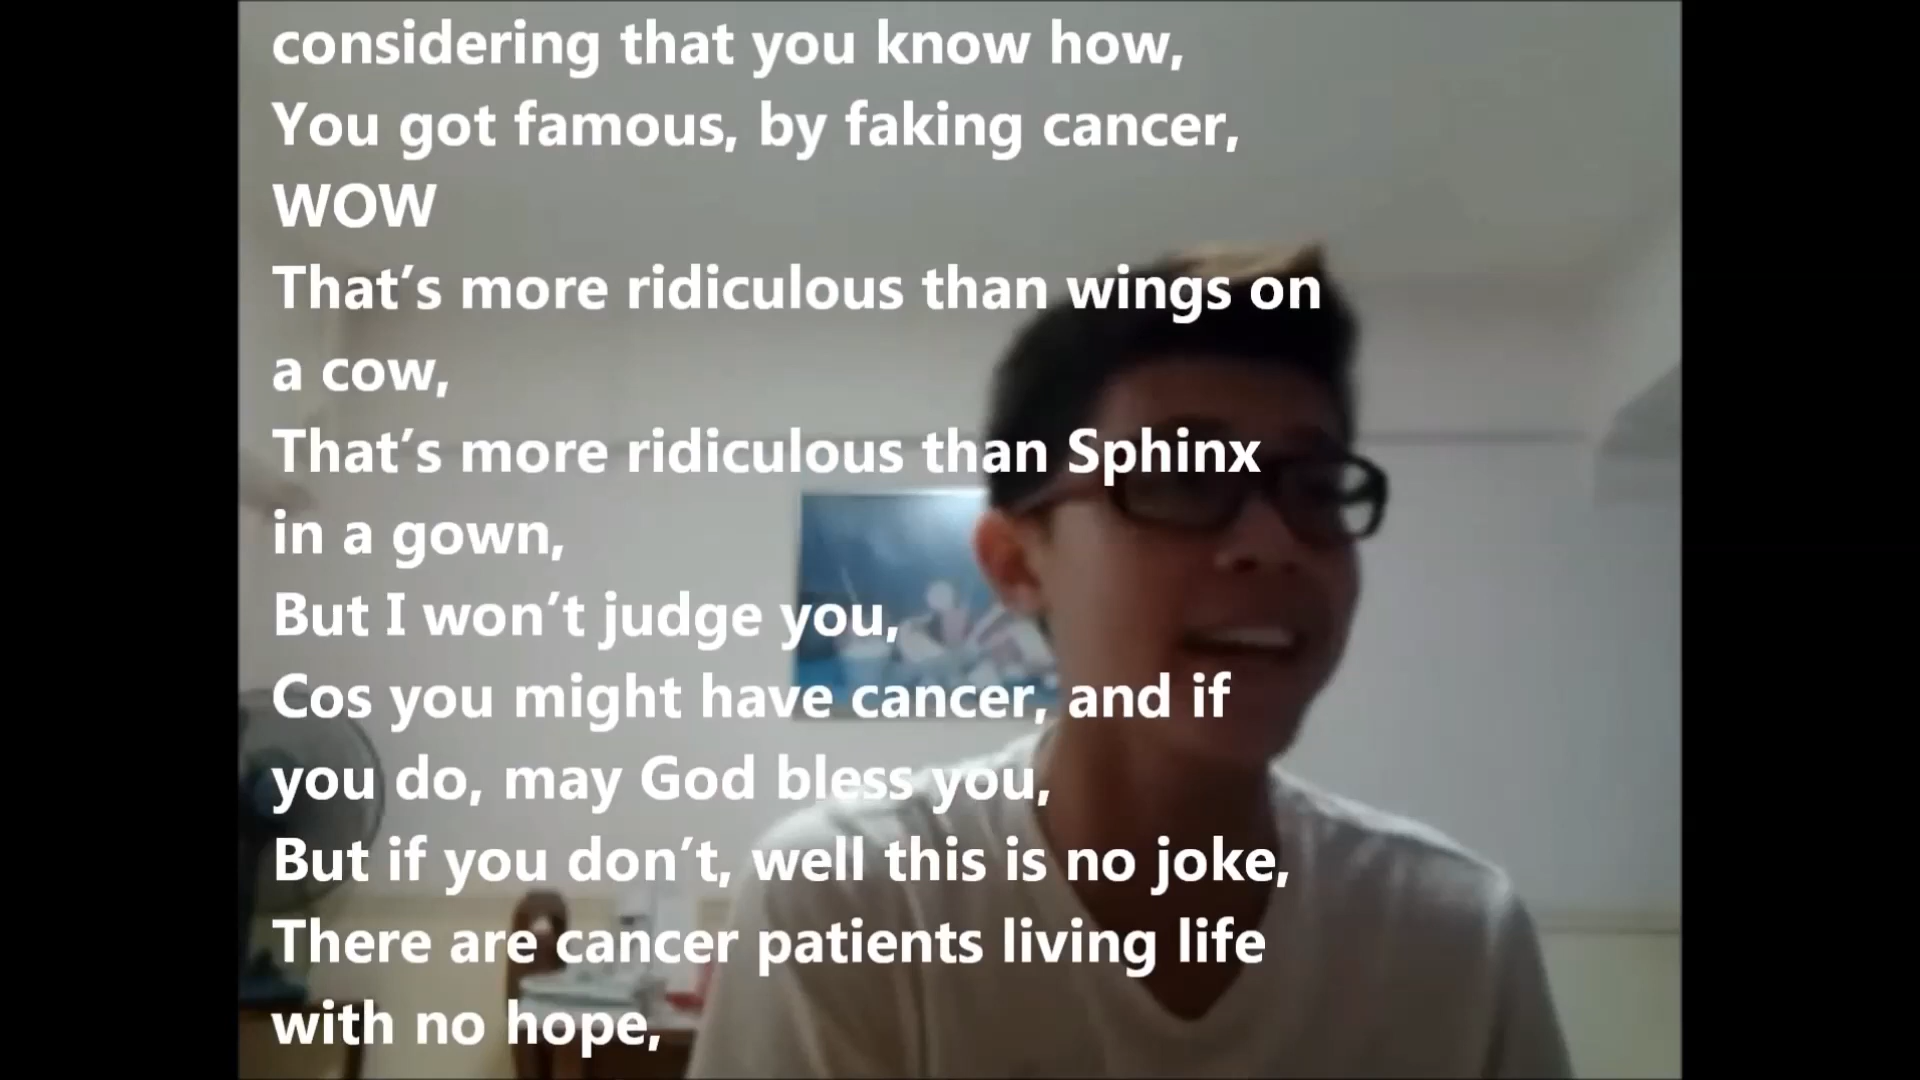 considering that you know how,
You got famous, by faking cancer,
WOW
That’s more ridiculous than wings on
a cow,
That’s more ridiculous than Sphinx
in a gown,
But I won’t judge you,
Cos you might have cancer, and if
you do, may God bless you,
But if you don’t, well this is no joke,
There are cancer patients living life
with no hope,